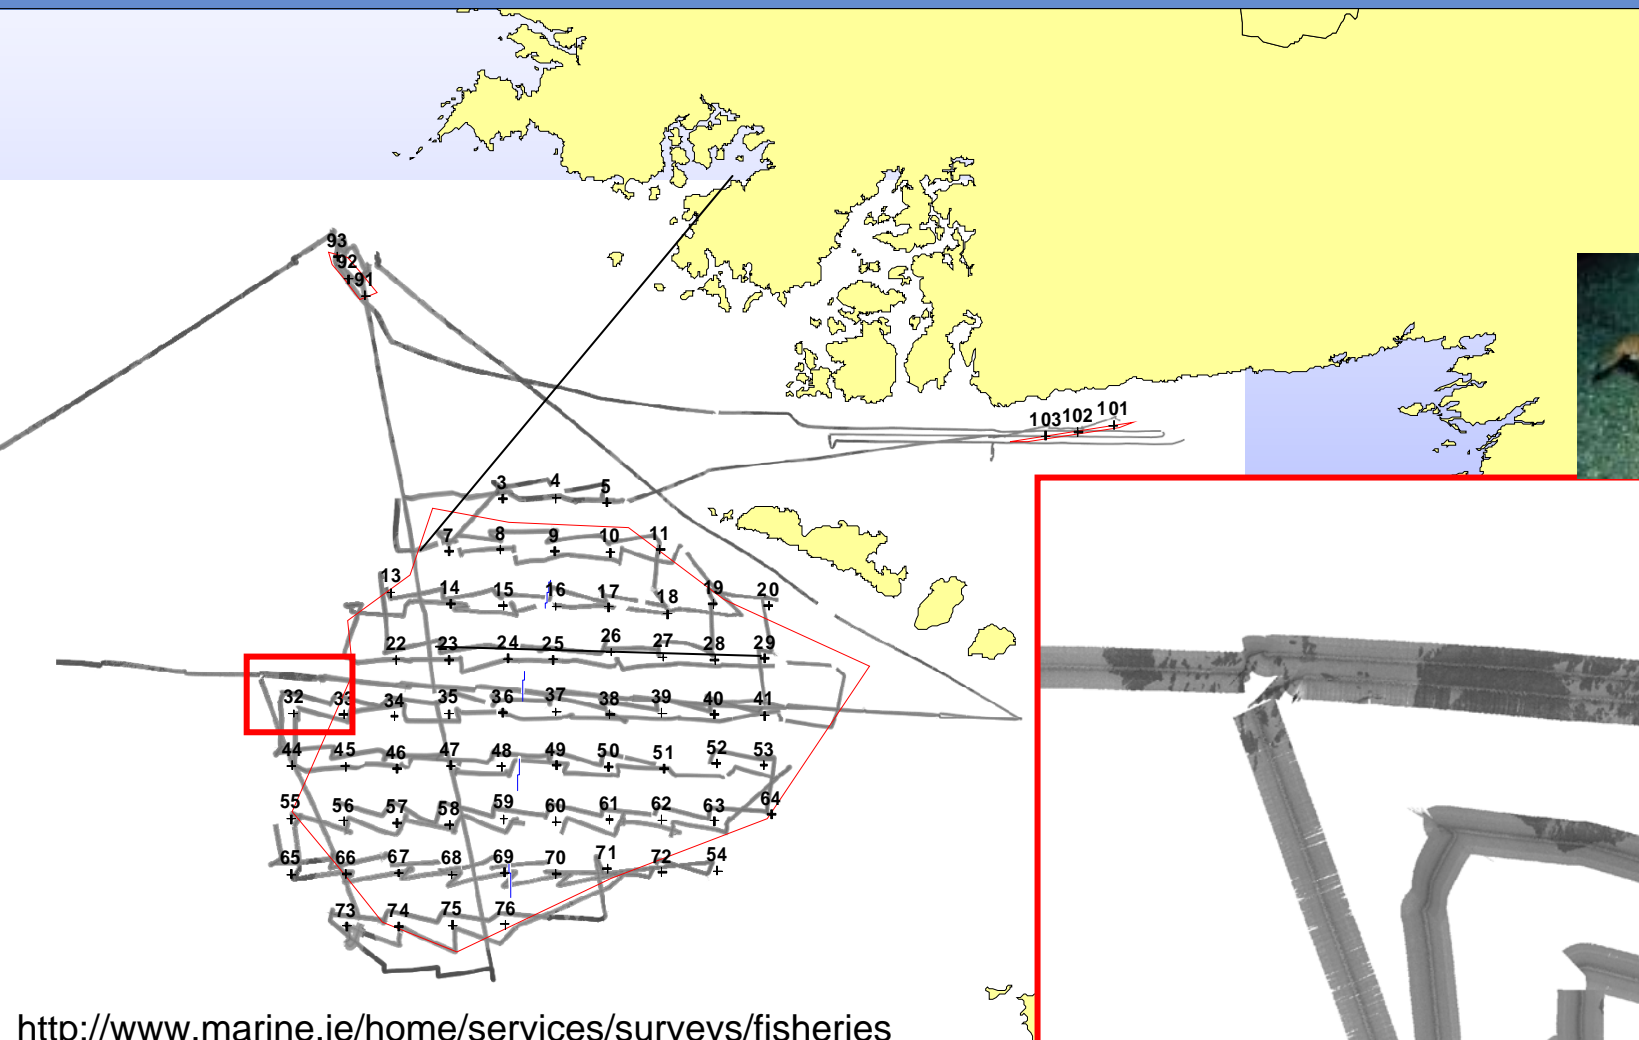 93
92
91
101
102
103
3 4 5
7 8 9 10 11
13 14 15 16 17 18 19 20
22 23 24 25 26 27 28 29
32 33 34 35 36 37 38 39 40 41
44 45 46 47 48 49 50 51 52 53
55 56 57 58 59 60 61 62 63 64
65 66 67 68 69 70 71 72 54
73 74 75 76
http://www.marine.ie/home/services/surveys/fisheries